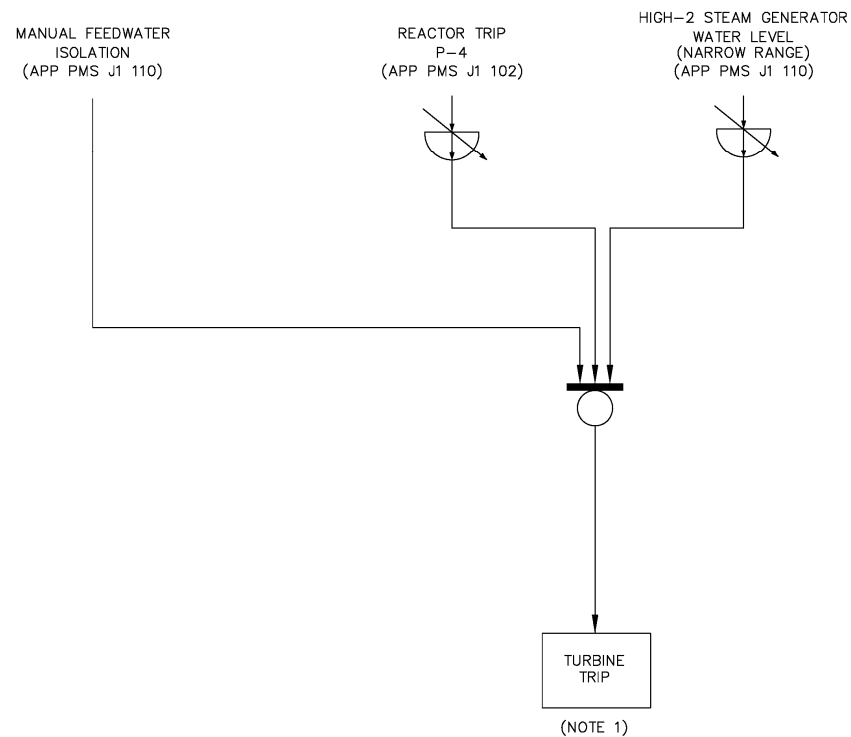 MANUAL FEEDWATER
ISOLATION
(APP PMS J1 110)
REACTOR TRIP
P-4
(APP PMS J1 102)
HIGH-2 STEAM GENERATOR
WATER LEVEL
(NARROW RANGE)
(APP PMS J1 110)
TURBINE
TRIP
(NOTE 1)